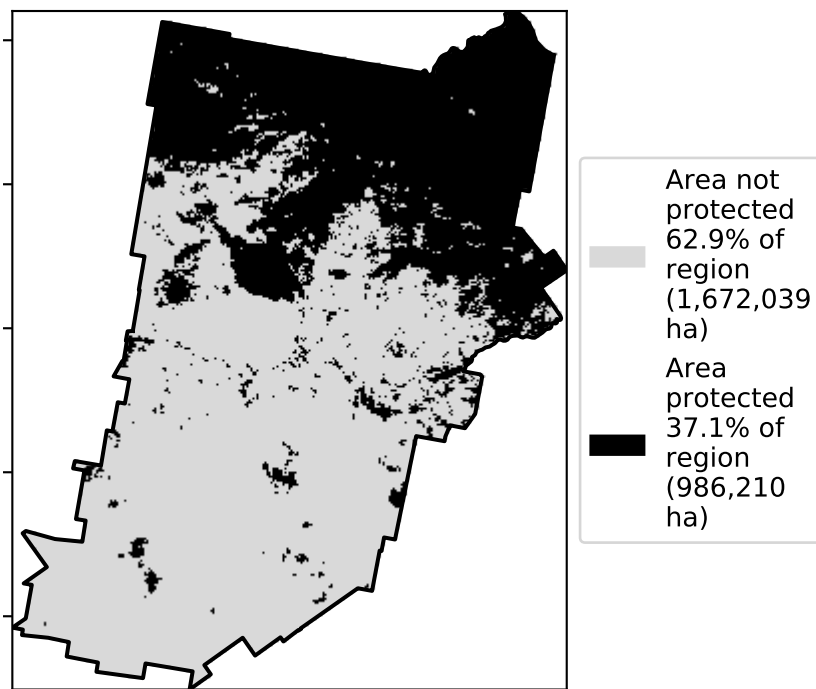 Area not
protected
62.9% of
region
(1,672,039
ha)
Area
protected
37.1% of
region
(986,210
ha)